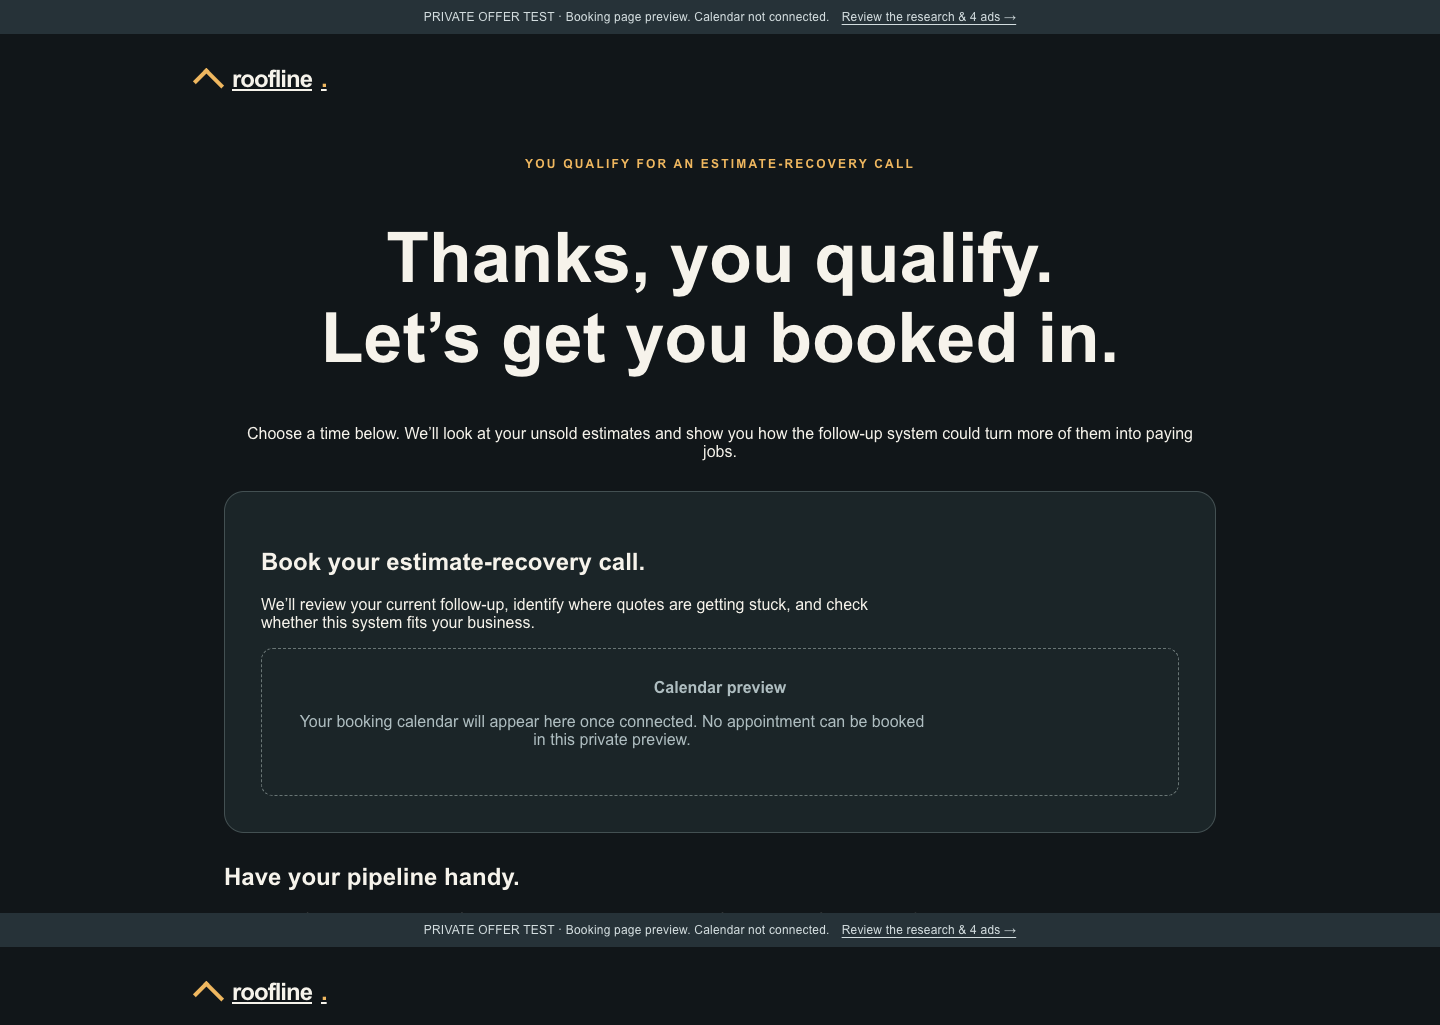 PRIVATE OFFER TEST · Booking page preview. Calendar not connected. Review the research & 4 ads →
roofline.
YOU QUALIFY FOR AN ESTIMATE-RECOVERY CALL
Thanks, you qualify.
Let’s get you booked in.
Choose a time below. We’ll look at your unsold estimates and show you how the follow-up system could turn more of them into paying
jobs.
Book your estimate-recovery call.
We’ll review your current follow-up, identify where quotes are getting stuck, and check
whether this system fits your business.
Calendar preview
Your booking calendar will appear here once connected. No appointment can be booked
in this private preview.
Have your pipeline handy.
PRIVATE OFFER TEST · Booking page preview. Calendar not connected. Review the research & 4 ads →
roofline.